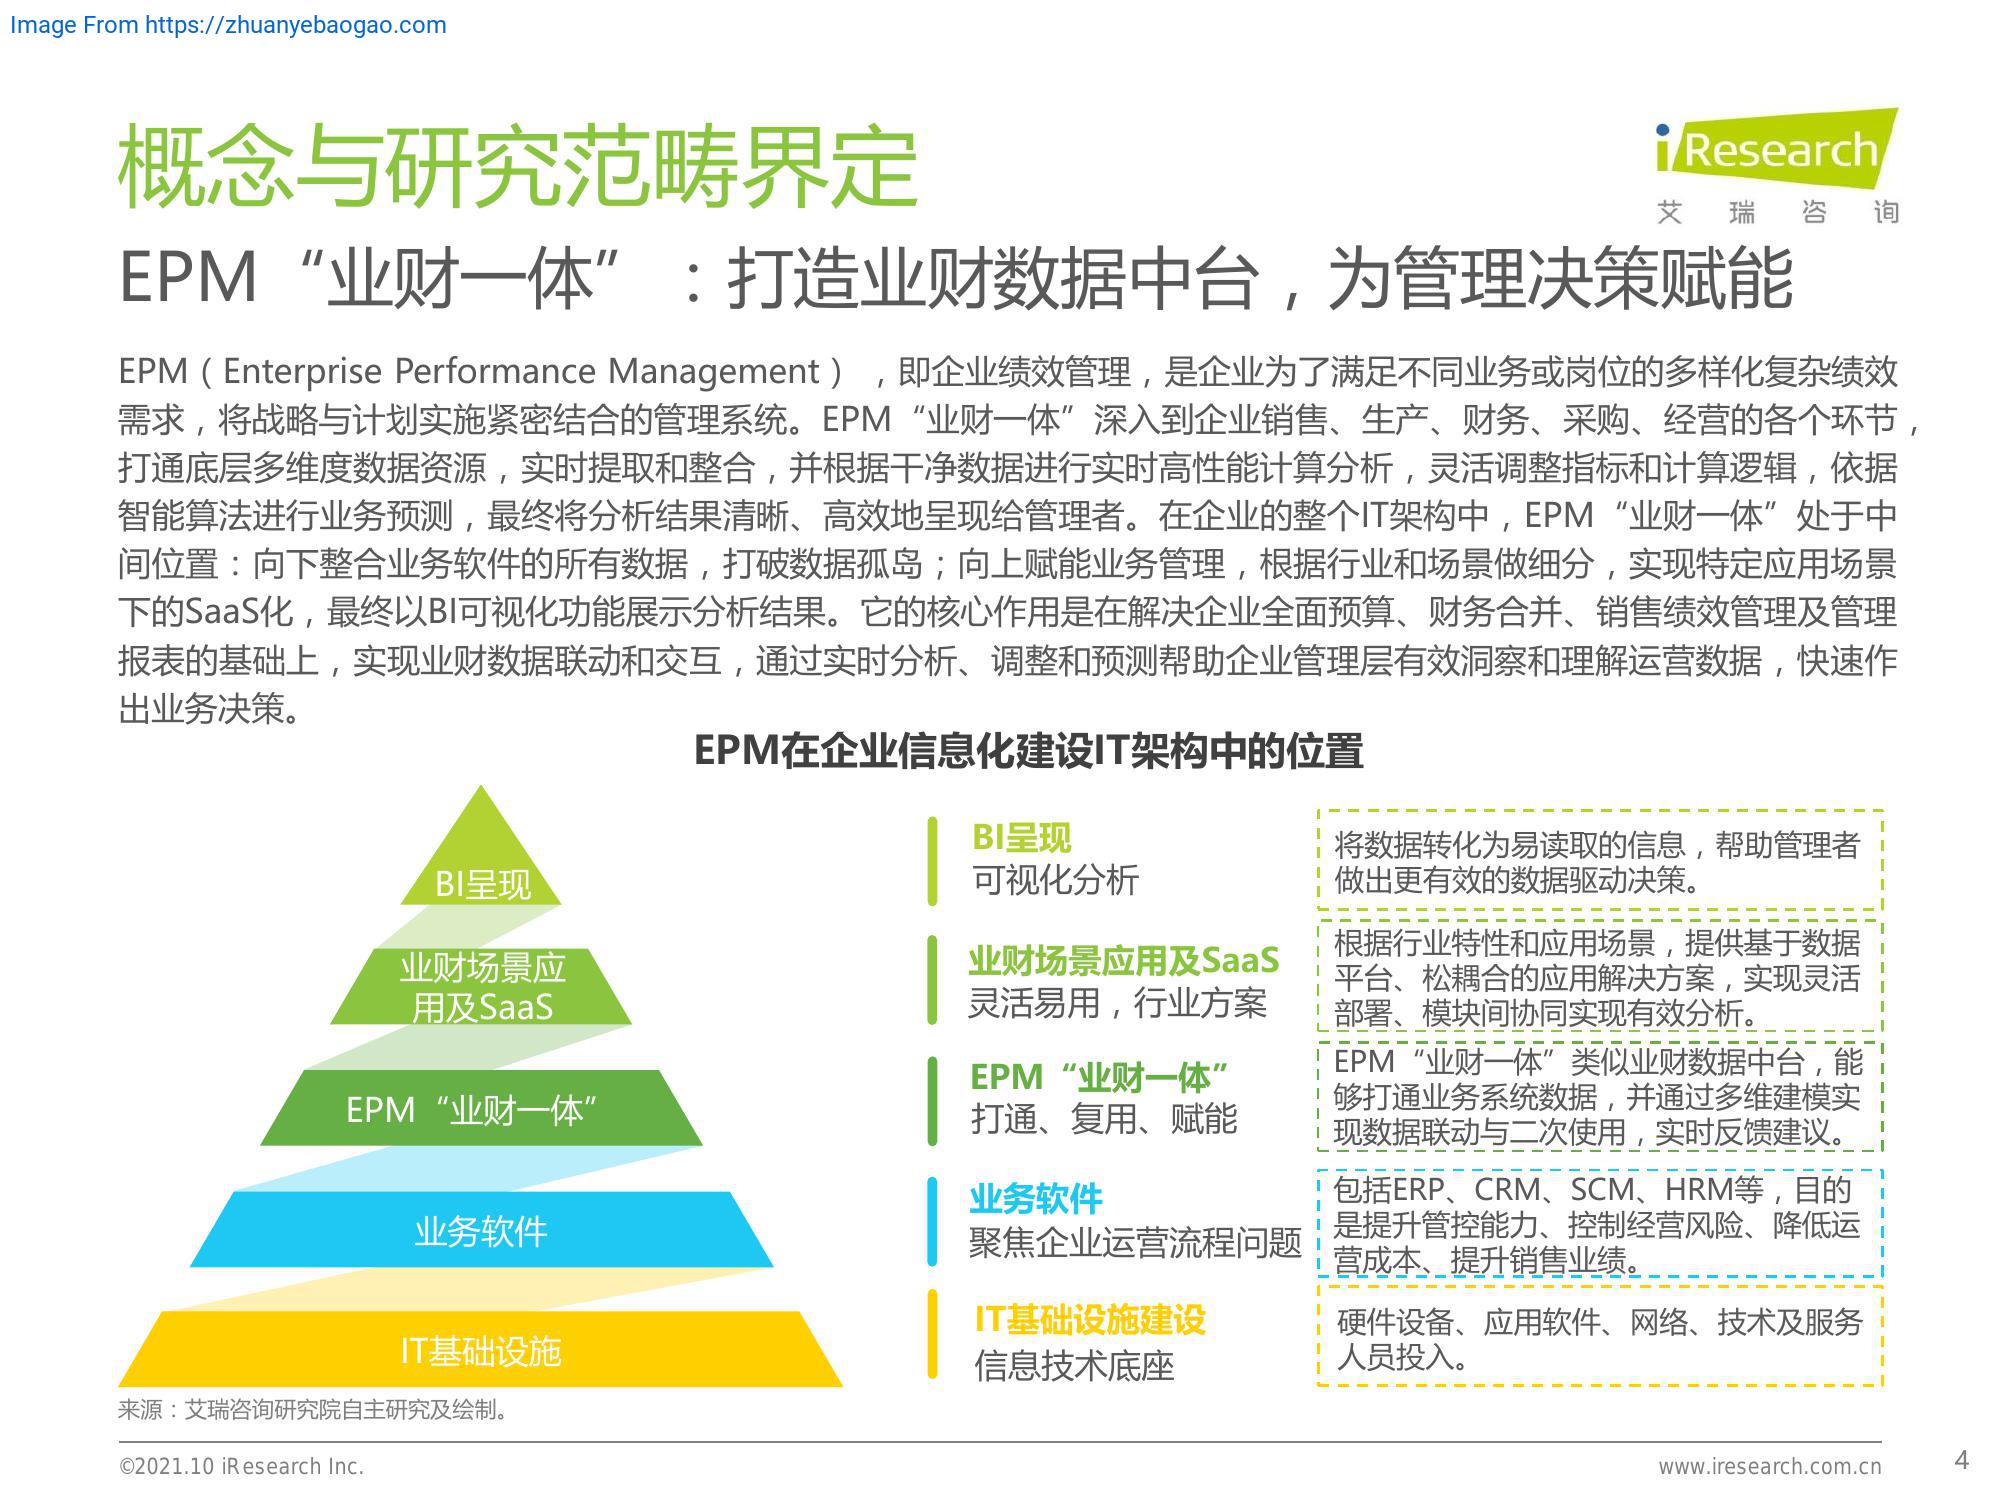 Image From https://zhuanyebaogao.com
概念与研究范畴界定
iResearch
艾瑞咨询
EPM“业财一体”：打造业财数据中台，为管理决策赋能
EPM（Enterprise Performance Management），即企业绩效管理，是企业为了满足不同业务或岗位的多样化复杂绩效
需求，将战略与计划实施紧密结合的管理系统。EPM“业财一体”深入到企业销售、生产、财务、采购、经营的各个环节，
打通底层多维度数据资源，实时提取和整合，并根据干净数据进行实时高性能计算分析，灵活调整指标和计算逻辑，依据
智能算法进行业务预测，最终将分析结果清晰、高效地呈现给管理者。在企业的整个IT架构中，EPM“业财一体”处于中
间位置：向下整合业务软件的所有数据，打破数据孤岛；向上赋能业务管理，根据行业和场景做细分，实现特定应用场景
下的SaaS化，最终以BI可视化功能展示分析结果。它的核心作用是在解决企业全面预算、财务合并、销售绩效管理及管理
报表的基础上，实现业财数据联动和交互，通过实时分析、调整和预测帮助企业管理层有效洞察和理解运营数据，快速作
出业务决策。
EPM在企业信息化建设IT架构中的位置
BI呈现
业财场景应
用及SaaS
EPM“业财一体”
业务软件
IT基础设施
BI呈现
可视化分析
将数据转化为易读取的信息，帮助管理者
做出更有效的数据驱动决策。
业财场景应用及SaaS
灵活易用，行业方案
根据行业特性和应用场景，提供基于数据
平台、松耦合的应用解决方案，实现灵活
部署、模块间协同实现有效分析。
EPM“业财一体”
打通、复用、赋能
EPM“业财一体”类似业财数据中台，能
够打通业务系统数据，并通过多维建模实
现数据联动与二次使用，实时反馈建议。
业务软件
聚焦企业运营流程问题
包括ERP、CRM、SCM、HRM等，目的
是提升管控能力、控制经营风险、降低运
营成本、提升销售业绩。
IT基础设施建设
信息技术底座
硬件设备、应用软件、网络、技术及服务
人员投入。
来源：艾瑞咨询研究院自主研究及绘制。
©2021.10 iResearch Inc.
www.iresearch.com.cn
4